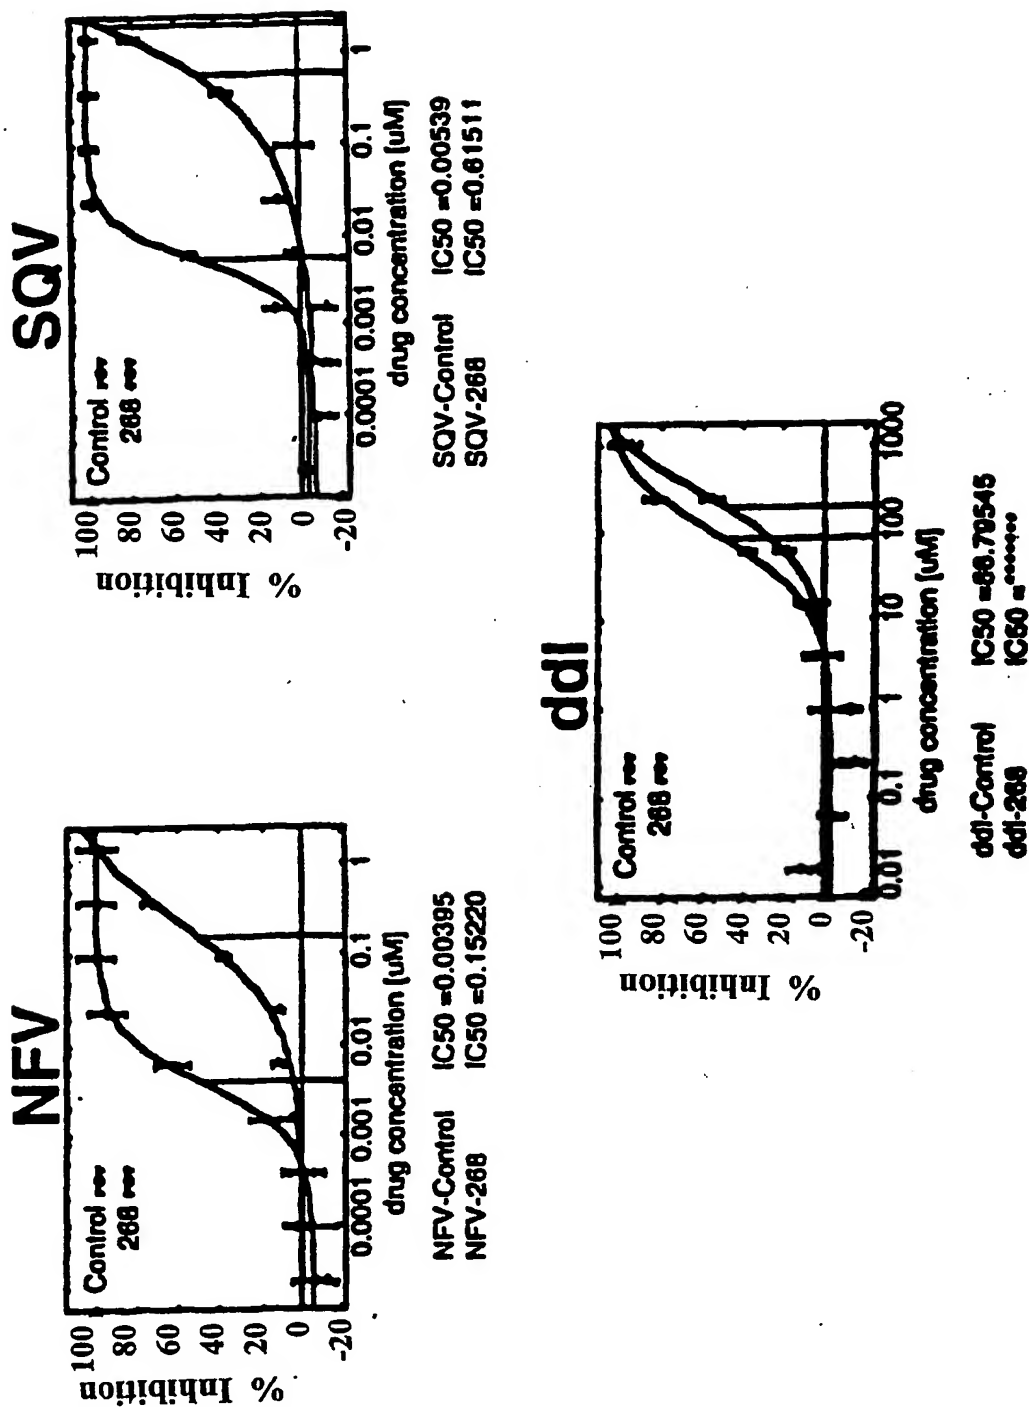 NFV
% Inhibition
100
80
60
40
20
0
-20
Control
268
0.0001 0.001 0.01 0.1 1
drug concentration [uM]
NFV-Control IC50 =0.00395
NFV-268 IC50 =0.15220
SQV
% Inhibition
100
80
60
40
20
0
-20
Control
268
0.0001 0.001 0.01 0.1 1
drug concentration [uM]
SQV-Control IC50 =0.00539
SQV-268 IC50 =0.61511
ddI
% Inhibition
100
80
60
40
20
0
-20
Control
268
0.01 0.1 1 10 100 1000
drug concentration [uM]
ddI-Control IC50
ddI-268 IC50 =*******